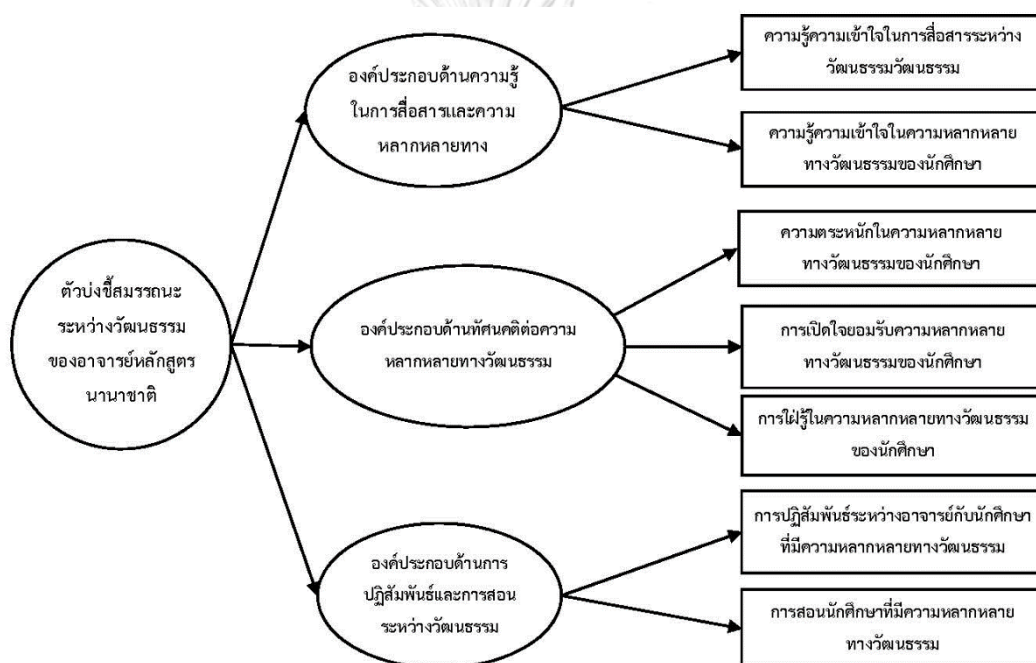 ตัวบ่งชี้สมรรถนะ
ระหว่างวัฒนธรรม
ของอาจารย์หลักสูตร
นานาชาติ
องค์ประกอบด้านความรู้
ในการสื่อสารและความ
หลากหลายทาง
ความรู้ความเข้าใจในการสื่อสารระหว่าง
วัฒนธรรมวัฒนธรรม
ความรู้ความเข้าใจในความหลากหลาย
ทางวัฒนธรรมของนักศึกษา
องค์ประกอบด้านทัศนคติต่อความ
หลากหลายทางวัฒนธรรม
ความตระหนักในความหลากหลาย
ทางวัฒนธรรมของนักศึกษา
การเปิดใจยอมรับความหลากหลาย
ทางวัฒนธรรมของนักศึกษา
การใฝ่รู้ในความหลากหลายทางวัฒนธรรม
ของนักศึกษา
องค์ประกอบด้านการ
ปฏิสัมพันธ์และการสอน
ระหว่างวัฒนธรรม
การปฏิสัมพันธ์ระหว่างอาจารย์กับนักศึกษา
ที่มีความหลากหลายทางวัฒนธรรม
การสอนนักศึกษาที่มีความหลากหลาย
ทางวัฒนธรรม